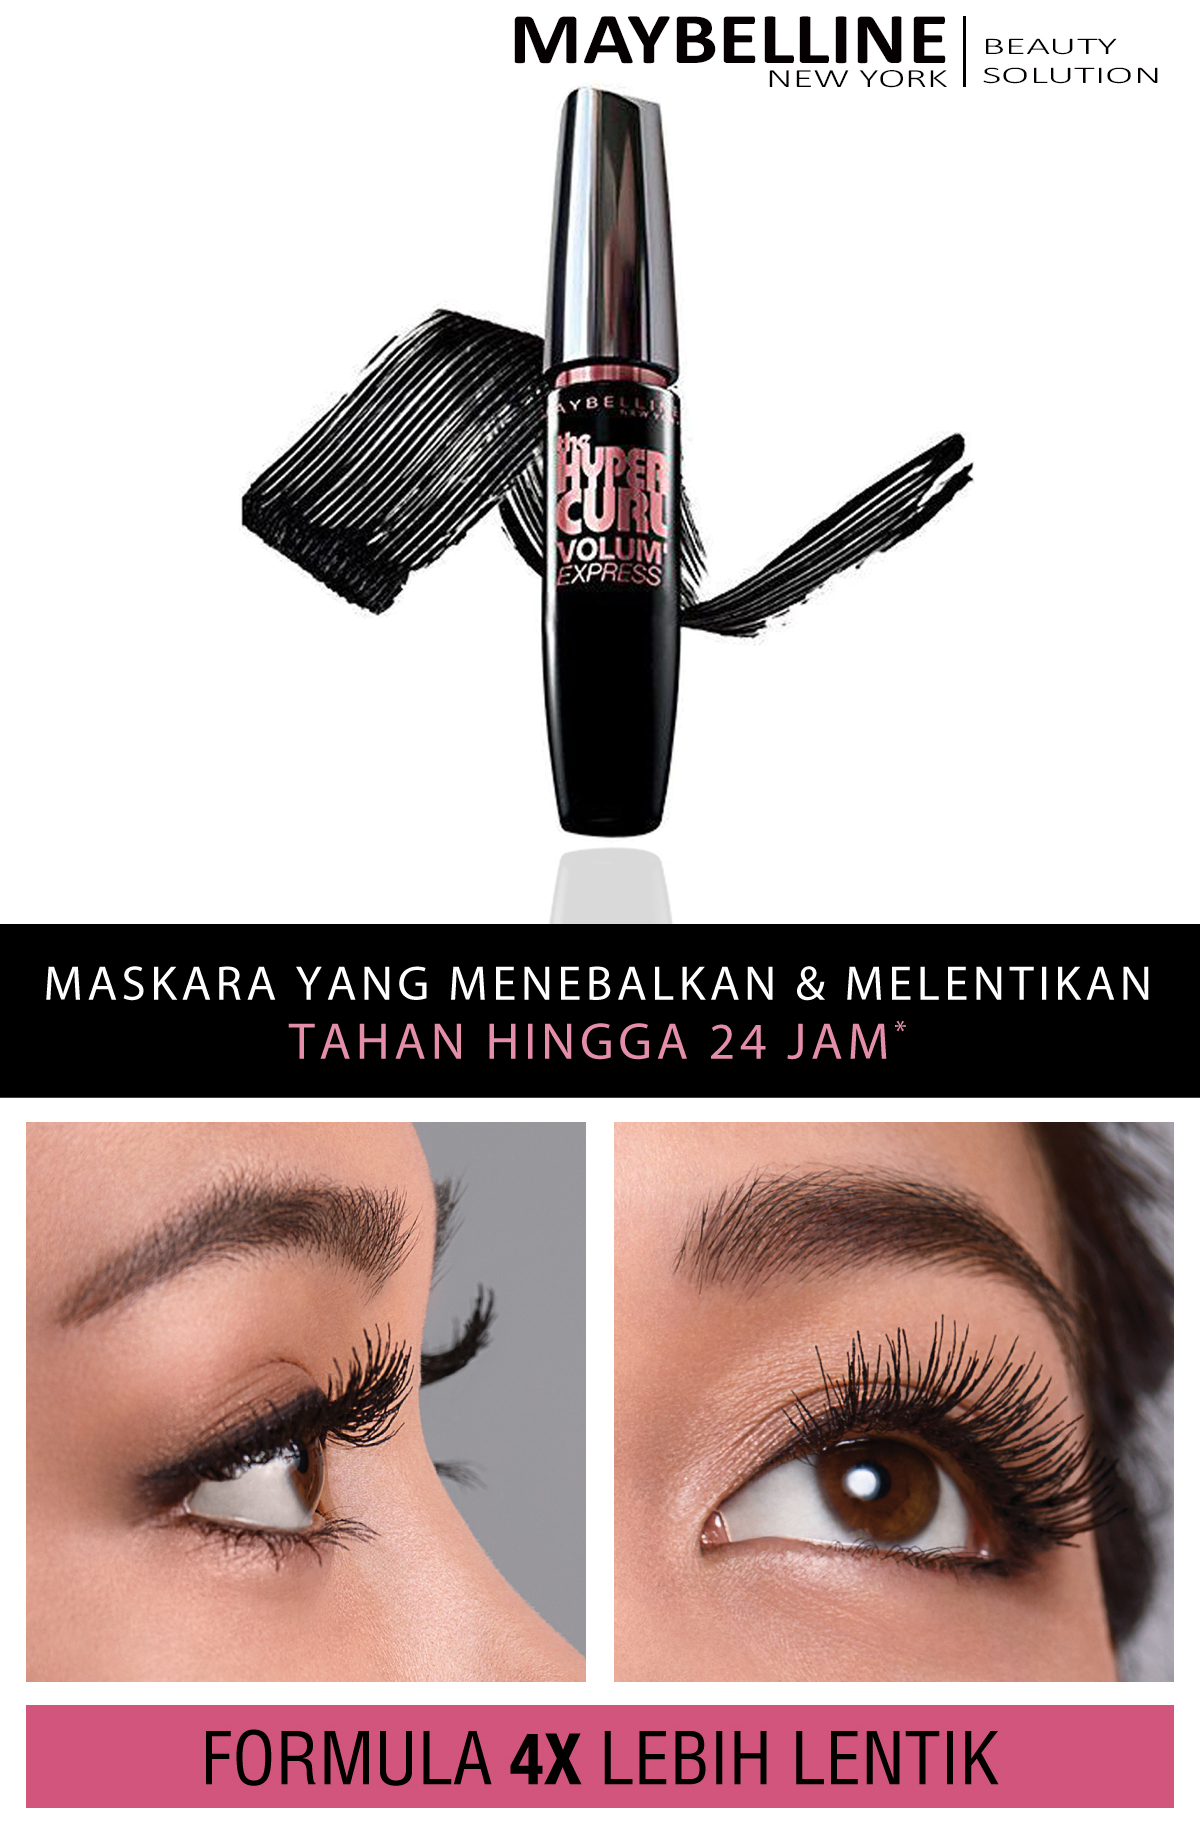 MAYBELLINE
NEW YORK
BEAUTY
SOLUTION
MAYBELLINE
NEW YORK
the
HYPER
CURL
VOLUM'
EXPRESS
MASKARA YANG MENEBALKAN & MELENTIKAN
TAHAN HINGGA 24 JAM*
FORMULA 4X LEBIH LENTIK